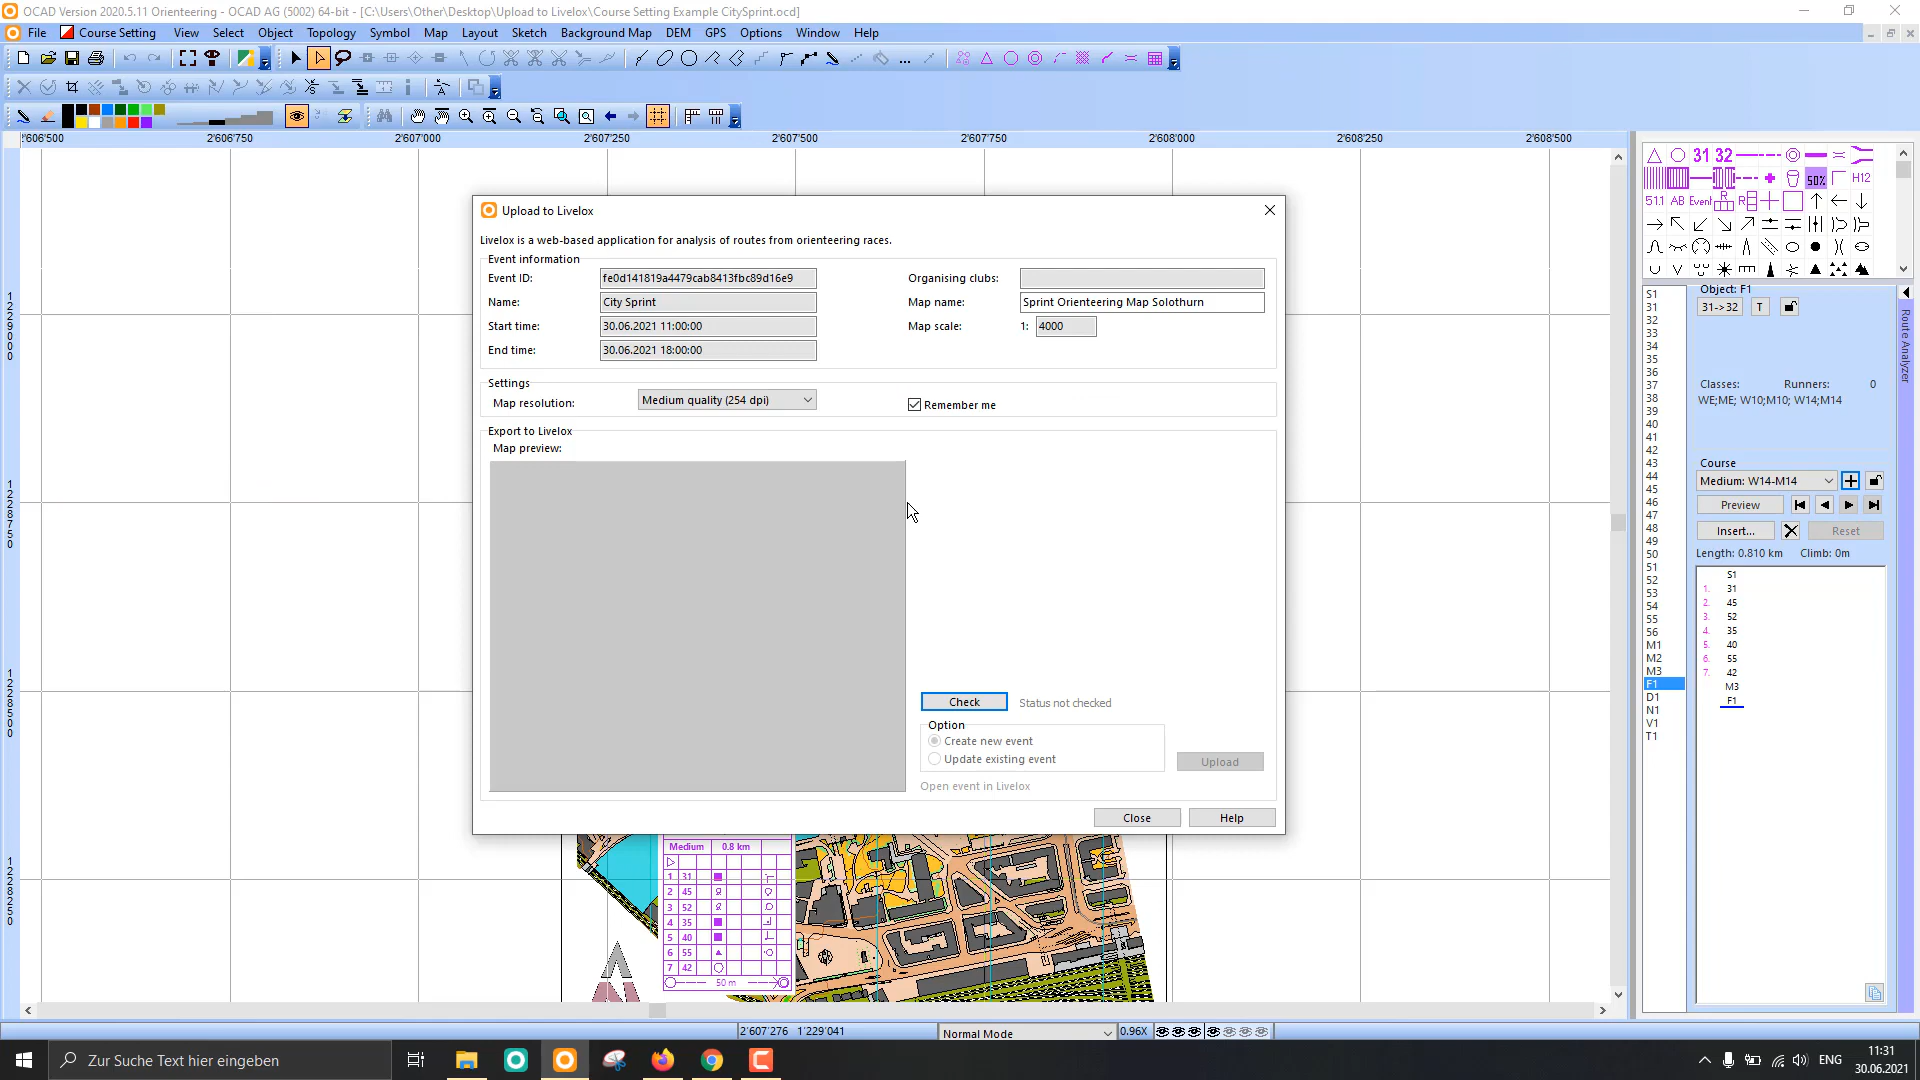 OCAD Version 2020.5.11 Orienteering - OCAD AG (5002) 64-bit - [C:\Users\Other\Desktop\Upload to Livelox\Course Setting Example CitySprint.ocd]
File Course Setting View Select Object Topology Symbol Map Layout Sketch Background Map DEM GPS Options Window Help
2'606'500 2'606'750 2'607'000 2'607'250 2'607'500 2'607'750 2'608'000 2'608'250 2'608'500
31 32
50% H12
51.1 AB Event R R
Upload to Livelox
Livelox is a web-based application for analysis of routes from orienteering races.
Event information
Event ID: fe0d141819a4479cab8413fbc89d16e9 Organising clubs:
Name: City Sprint Map name: Sprint Orienteering Map Solothurn
Start time: 30.06.2021 11:00:00 Map scale: 1: 4000
End time: 30.06.2021 18:00:00
Settings
Map resolution: Medium quality (254 dpi) Remember me
Export to Livelox
Map preview:
Check Status not checked
Option
Create new event
Update existing event
Upload
Open event in Livelox
Close Help
1229000
1228750
1228500
1228250
S1
31
32
33
34
35
36
37
38
39
40
41
42
43
44
45
46
47
48
49
50
51
52
53
54
55
56
M1
M2
M3
F1
D1
N1
V1
T1
Object: F1
31->32 T
Classes: Runners: 0
WE;ME; W10;M10; W14;M14
Route Analyzer
Course
Medium: W14-M14
Preview
Insert... Reset
Length: 0.810 km Climb: 0m
S1
1. 31
2. 45
3. 52
4. 35
5. 40
6. 55
7. 42
M3
F1
Medium 0.8 km
1 31
2 45
3 52
4 35
5 40
6 55
7 42
50 m
2'607'276 1'229'041 Normal Mode 0.96X
Zur Suche Text hier eingeben
ENG
11:31
30.06.2021